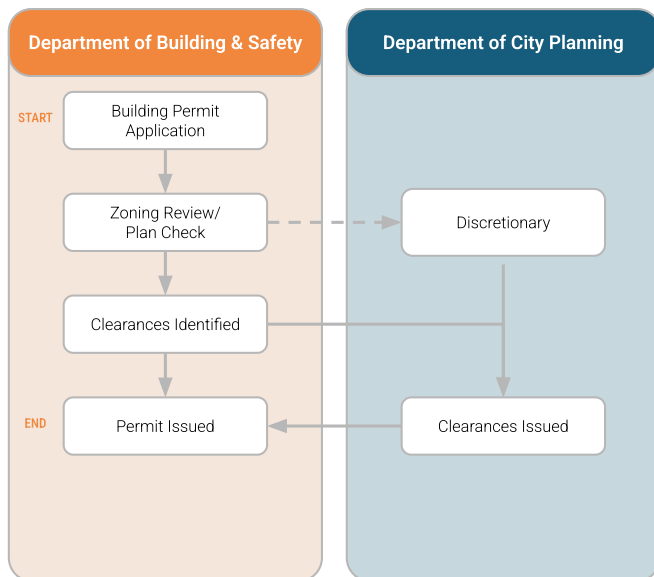 Department of Building & Safety
Department of City Planning
START
Building Permit
Application
Zoning Review/
Plan Check
Discretionary
Clearances Identified
END
Permit Issued
Clearances Issued